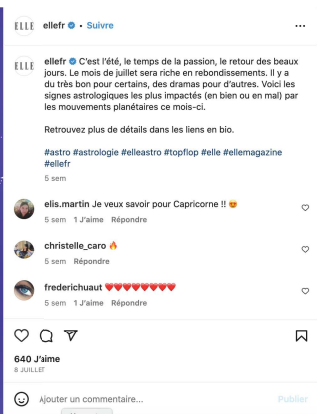 ELLE ellefr • Suivre
ELLE ellefr C'est l'été, le temps de la passion, le retour des beaux
jours. Le mois de juillet sera riche en rebondissements. Il y a
du très bon pour certains, des dramas pour d'autres. Voici les
signes astrologiques les plus impactés (en bien ou en mal) par
les mouvements planétaires ce mois-ci.
Retrouvez plus de détails dans les liens en bio.
#astro #astrologie #elleastro #topflop #elle #ellemagazine
#ellefr
5 sem
elis.martin Je veux savoir pour Capricorne !! 😍
5 sem 1 J'aime Répondre
christelle_caro 🔥
5 sem Répondre
frederichuaut ❤️❤️❤️❤️❤️❤️❤️❤️
5 sem 1 J'aime Répondre
640 J'aime
8 JUILLET
Ajouter un commentaire... Publier